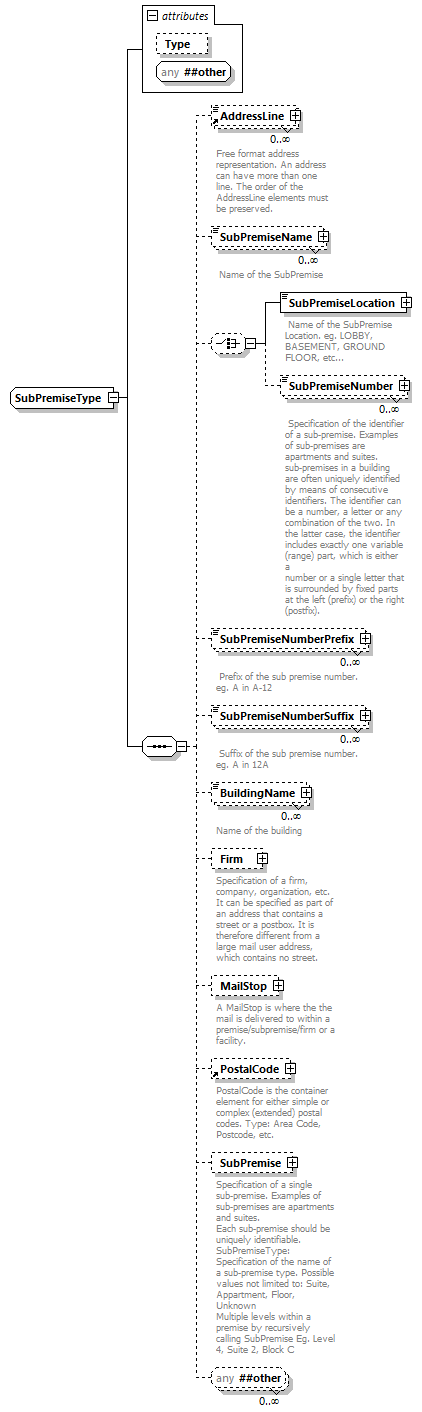 attributes
Type
any ##other
AddressLine
0..∞
Free format address
representation. An address
can have more than one
line. The order of the
AddressLine elements must
be preserved.
SubPremiseName
0..∞
Name of the SubPremise
SubPremiseLocation
Name of the SubPremise
Location. eg. LOBBY,
BASEMENT, GROUND
FLOOR, etc...
SubPremiseType
SubPremiseNumber
0..∞
Specification of the identifier
of a sub-premise. Examples
of sub-premises are
apartments and suites.
sub-premises in a building
are often uniquely identified
by means of consecutive
identifiers. The identifier can
be a number, a letter or any
combination of the two. In
the latter case, the identifier
includes exactly one variable
(range) part, which is either
a
number or a single letter that
is surrounded by fixed parts
at the left (prefix) or the right
(postfix).
SubPremiseNumberPrefix
0..∞
Prefix of the sub premise number.
eg. A in A-12
SubPremiseNumberSuffix
0..∞
Suffix of the sub premise number.
eg. A in 12A
BuildingName
0..∞
Name of the building
Firm
Specification of a firm,
company, organization, etc.
It can be specified as part of
an address that contains a
street or a postbox. It is
therefore different from a
large mail user address,
which contains no street.
MailStop
A MailStop is where the the
mail is delivered to within a
premise/subpremise/firm or a
facility.
PostalCode
PostalCode is the container
element for either simple or
complex (extended) postal
codes. Type: Area Code,
Postcode, etc.
SubPremise
Specification of a single
sub-premise. Examples of
sub-premises are apartments
and suites.
Each sub-premise should be
uniquely identifiable.
SubPremiseType:
Specification of the name of
a sub-premise type. Possible
values not limited to: Suite,
Appartment, Floor,
Unknown
Multiple levels within a
premise by recursively
calling SubPremise Eg. Level
4, Suite 2, Block C
any ##other
0..∞